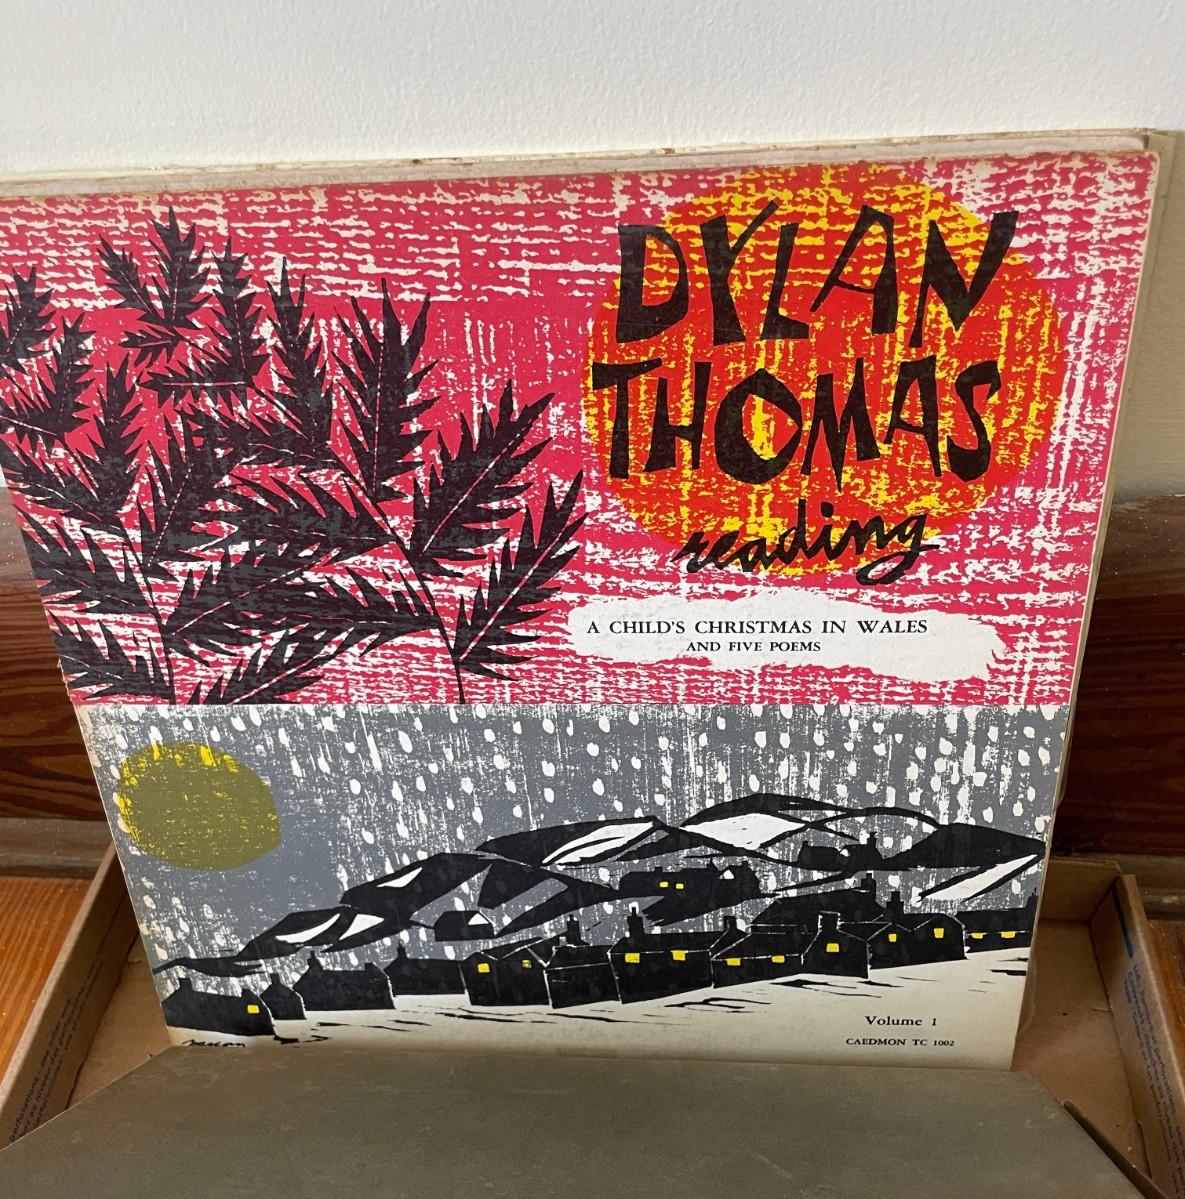 DYLAN
THOMAS
reading
A CHILD'S CHRISTMAS IN WALES
AND FIVE POEMS
Volume 1
CAEDMON TC 1002